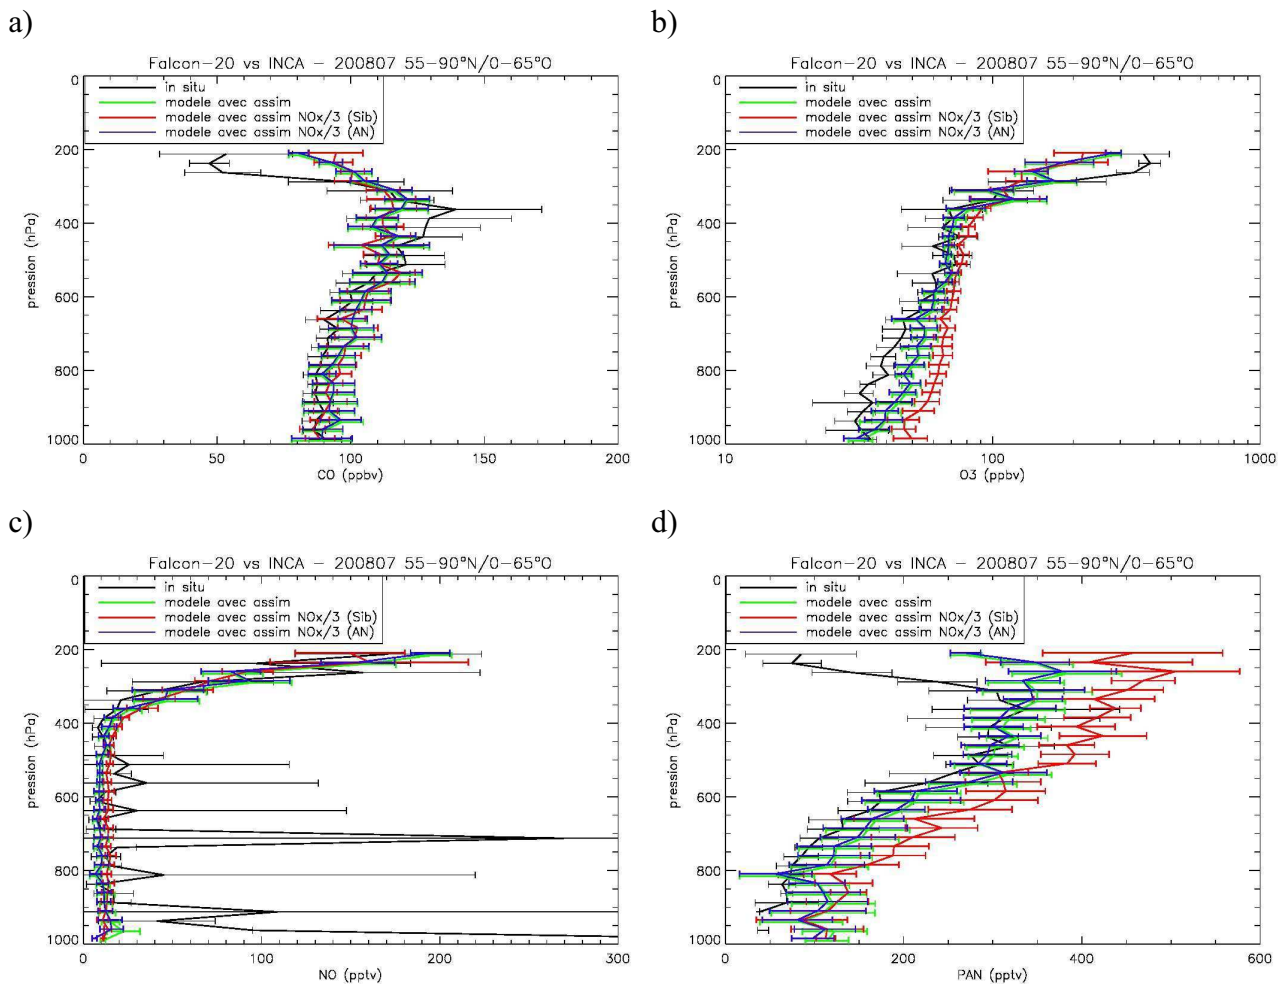 a)
Falcon-20 vs INCA - 200807 55-90°N/0-65°O
in situ
modele avec assim
modele avec assim NOx/3 (Sib)
modele avec assim NOx/3 (AN)
0
200
400
600
800
1000
pression (hPa)
0 50 100 150 200
CO (ppbv)
b)
Falcon-20 vs INCA - 200807 55-90°N/0-65°O
in situ
modele avec assim
modele avec assim NOx/3 (Sib)
modele avec assim NOx/3 (AN)
0
200
400
600
800
1000
pression (hPa)
10 100 1000
O3 (ppbv)
c)
Falcon-20 vs INCA - 200807 55-90°N/0-65°O
in situ
modele avec assim
modele avec assim NOx/3 (Sib)
modele avec assim NOx/3 (AN)
0
200
400
600
800
1000
pression (hPa)
0 100 200 300
NO (pptv)
d)
Falcon-20 vs INCA - 200807 55-90°N/0-65°O
in situ
modele avec assim
modele avec assim NOx/3 (Sib)
modele avec assim NOx/3 (AN)
0
200
400
600
800
1000
pression (hPa)
0 200 400 600
PAN (pptv)